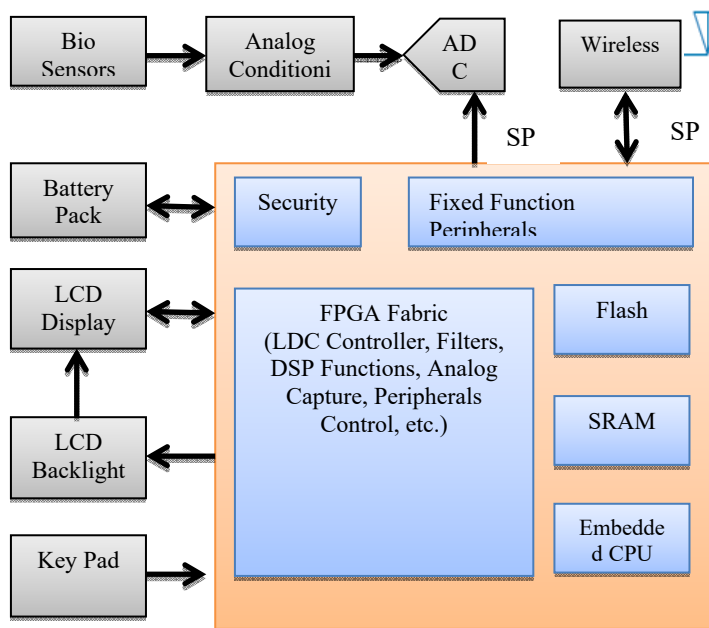 Bio
Sensors
Analog
Conditioni
AD
C
Wireless
SP
SP
Battery
Pack
Security
Fixed Function
Peripherals
LCD
Display
FPGA Fabric
(LDC Controller, Filters,
DSP Functions, Analog
Capture, Peripherals
Control, etc.)
Flash
LCD
Backlight
SRAM
Key Pad
Embedde
d CPU